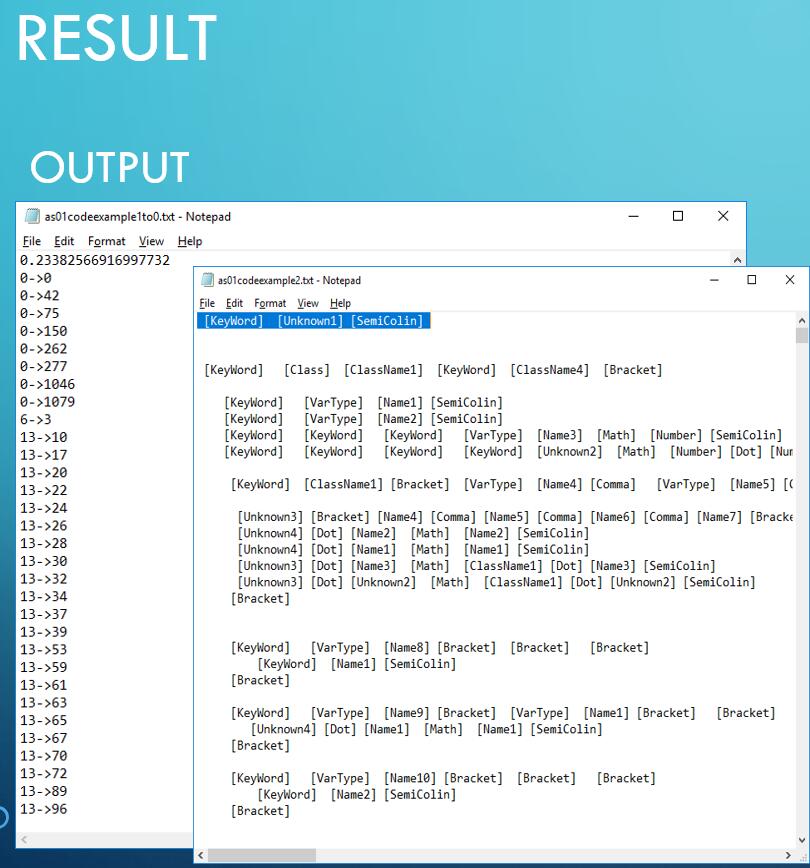 RESULT
OUTPUT
as01codeexample1to0.txt - Notepad
File Edit Format View Help
0.23382566916997732
0->0
0->42
0->75
0->150
0->262
0->277
0->1046
0->1079
6->3
13->10
13->17
13->20
13->22
13->24
13->26
13->28
13->30
13->32
13->34
13->37
13->39
13->53
13->59
13->61
13->63
13->65
13->67
13->70
13->72
13->89
13->96
as01codeexample2.txt - Notepad
File Edit Format View Help
[KeyWord] [Unknown1] [SemiColin]
[KeyWord] [Class] [ClassName1] [KeyWord] [ClassName4] [Bracket]
[KeyWord] [VarType] [Name1] [SemiColin]
[KeyWord] [VarType] [Name2] [SemiColin]
[KeyWord] [KeyWord] [KeyWord] [VarType] [Name3] [Math] [Number] [SemiColin]
[KeyWord] [KeyWord] [KeyWord] [KeyWord] [Unknown2] [Math] [Number] [Dot] [Num
[KeyWord] [ClassName1] [Bracket] [VarType] [Name4] [Comma] [VarType] [Name5] [C
[Unknown3] [Bracket] [Name4] [Comma] [Name5] [Comma] [Name6] [Comma] [Name7] [Bracke
[Unknown4] [Dot] [Name2] [Math] [Name2] [SemiColin]
[Unknown4] [Dot] [Name1] [Math] [Name1] [SemiColin]
[Unknown3] [Dot] [Name3] [Math] [ClassName1] [Dot] [Name3] [SemiColin]
[Unknown3] [Dot] [Unknown2] [Math] [ClassName1] [Dot] [Unknown2] [SemiColin]
[Bracket]
[KeyWord] [VarType] [Name8] [Bracket] [Bracket] [Bracket]
[KeyWord] [Name1] [SemiColin]
[Bracket]
[KeyWord] [VarType] [Name9] [Bracket] [VarType] [Name1] [Bracket] [Bracket]
[Unknown4] [Dot] [Name1] [Math] [Name1] [SemiColin]
[Bracket]
[KeyWord] [VarType] [Name10] [Bracket] [Bracket] [Bracket]
[KeyWord] [Name2] [SemiColin]
[Bracket]